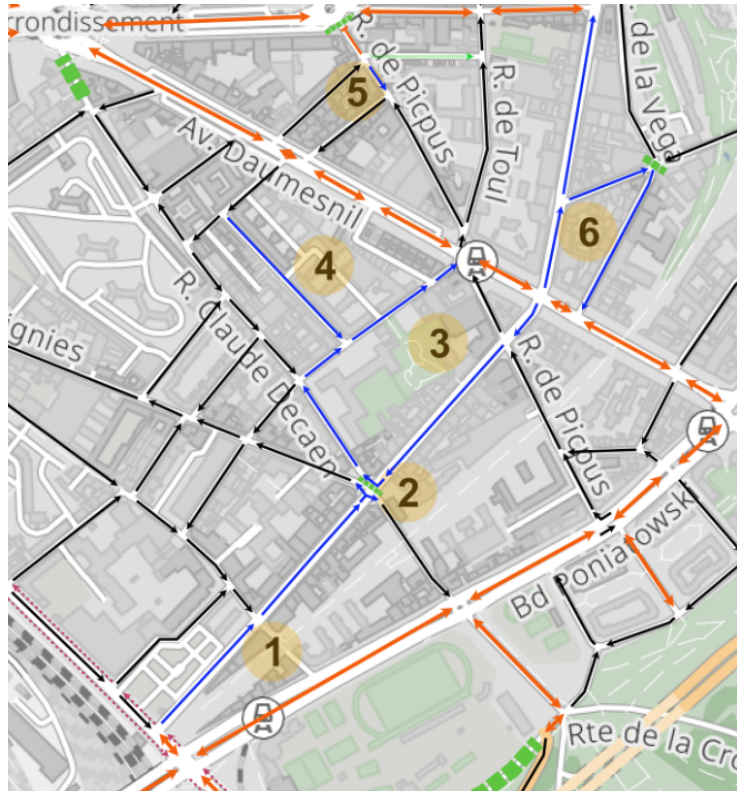 rrondissement
R. de Picpus
de la Vega
5
Av. Daumesnil
R. de Toul
6
4
3
R. Claude Decaen
ignies
R. de Picpus
2
Bd Poniatowsk
1
Rte de la Cro